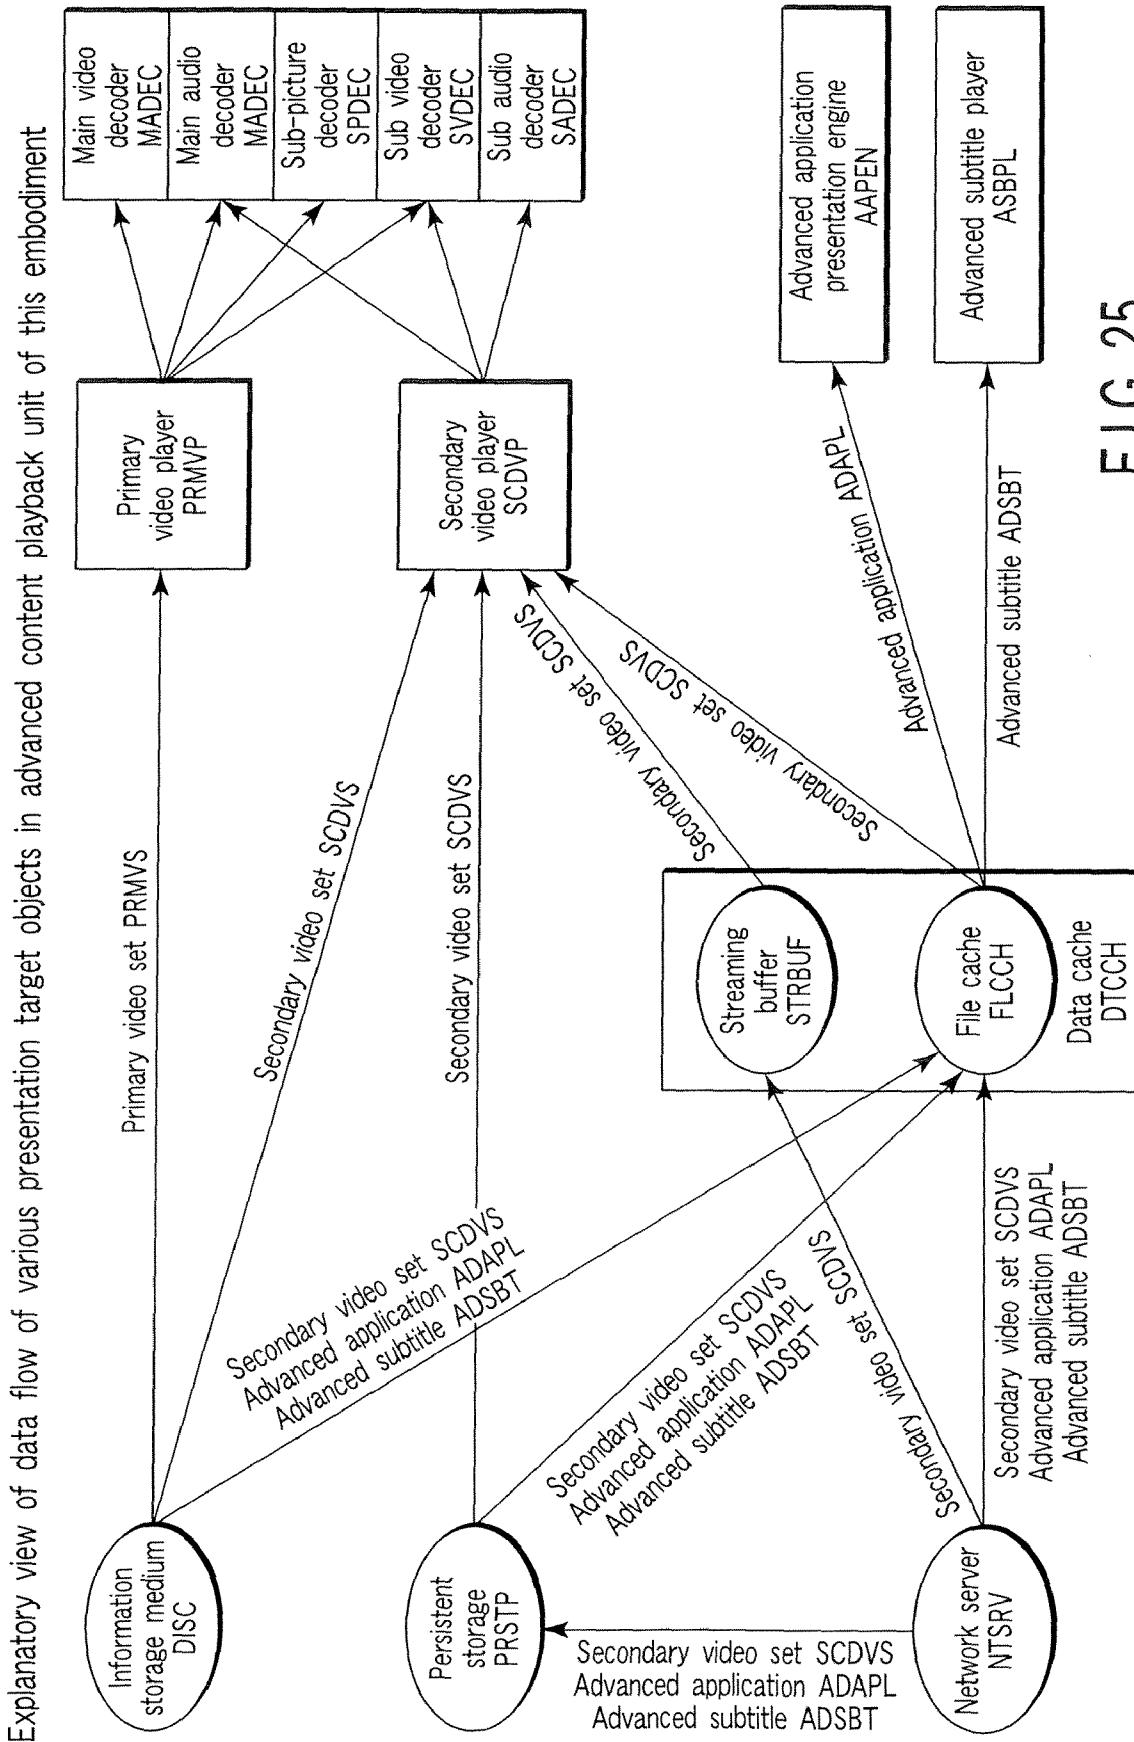 Explanatory view of data flow of various presentation target objects in advanced content playback unit of this embodiment
Information
storage medium
DISC
Primary video set PRMVS
Primary
video player
PRMVP
Main video
decoder
MADEC
Main audio
decoder
MADEC
Sub-picture
decoder
SPDEC
Sub video
decoder
SVDEC
Sub audio
decoder
SADEC
Secondary video set SCDVS
Secondary video set SCDVS
Advanced application ADAPL
Advanced subtitle ADSBT
Persistent
storage
PRSTP
Secondary video set SCDVS
Secondary
video player
SCDVP
Secondary video set SCDVS
Advanced application ADAPL
Advanced subtitle ADSBT
Secondary video set SCDVS
Secondary video set SCDVS
Streaming
buffer
STRBUF
Secondary video set SCDVS
Advanced application ADAPL
Advanced application
presentation engine
AAPEN
Secondary video set SCDVS
Advanced application ADAPL
Advanced subtitle ADSBT
Network server
NTSRV
Secondary video set SCDVS
Advanced application ADAPL
Advanced subtitle ADSBT
File cache
FLCCH
Data cache
DTCCH
Advanced subtitle ADSBT
Advanced subtitle player
ASBPL
FIG. 25